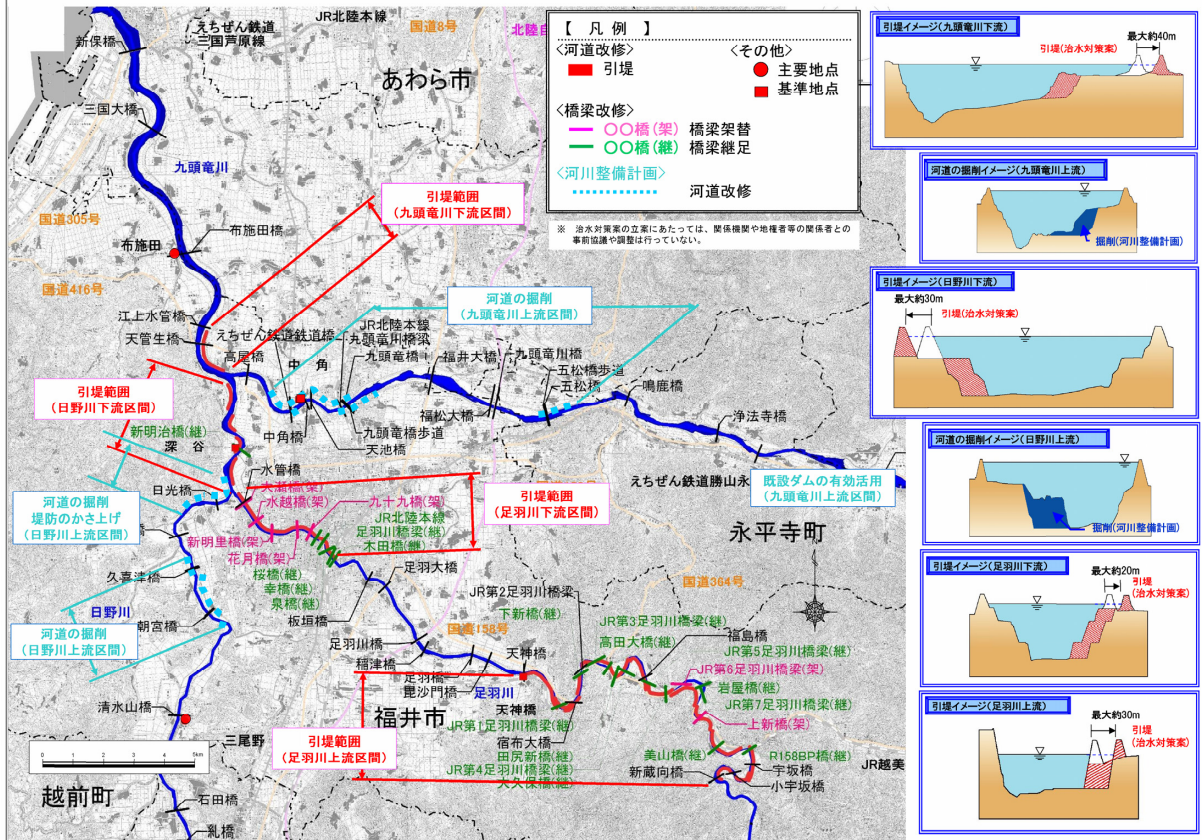 JR北陸本線
国道8号
えちぜん鉄道
三国芦原線
新保橋
あわら市
三国大橋
九頭竜川
国道305号
布施田橋
布施田
国道416号
江上水管橋
天菅生橋
高屋橋
引堤範囲
(九頭竜川下流区間)
河道の掘削
(九頭竜川上流区間)
えちぜん鉄道鉄道橋
JR北陸本線
九頭竜川橋梁
中 角
九頭竜橋
福井大橋
九頭竜川橋
五松橋歩道
五松橋
鳴鹿橋
福松大橋
浄法寺橋
九頭竜橋歩道
中角橋
天池橋
引堤範囲
(日野川下流区間)
新明治橋(継)
深 谷
水管橋
日光橋
河道の掘削
堤防のかさ上げ
(日野川上流区間)
大瀬橋(架)
水越橋(架)
九十九橋(架)
JR北陸本線
足羽川橋梁(継)
木田橋(継)
新明里橋(架)
花月橋(架)
桜橋(継)
幸橋(継)
泉橋(継)
引堤範囲
(足羽川下流区間)
えちぜん鉄道勝山永
既設ダムの有効活用
(九頭竜川上流区間)
永平寺町
久喜津橋
日野川
朝宮橋
河道の掘削
(日野川上流区間)
足羽大橋
板垣橋
足羽川橋
稲津橋
足羽橋
毘沙門橋
国道158号
足羽川
天神橋
天神橋
JR第2足羽川橋梁
下新橋(継)
国道364号
JR第3足羽川橋梁(継)
高田大橋(継)
福島橋
JR第5足羽川橋梁(継)
JR第6足羽川橋梁(架)
岩屋橋(継)
JR第7足羽川橋梁(継)
上新橋(架)
JR第1足羽川橋梁(継)
宿布大橋
田尻新橋(継)
JR第4足羽川橋梁(継)
大久保橋(継)
美山橋(継)
R158BP橋(継)
宇坂橋
小宇坂橋
新蔵向橋
JR越美
福井市
引堤範囲
(足羽川上流区間)
清水山橋
三尾野
0 1 2 3 4 5km
越前町
石田橋
糺橋
【 凡 例 】
<河道改修>
引堤
<その他>
主要地点
基準地点
<橋梁改修>
〇〇橋(架) 橋梁架替
〇〇橋(継) 橋梁継足
<河川整備計画>
河道改修
※ 治水対策案の立案にあたっては、関係機関や地権者等の関係者との
事前協議や調整は行っていない。
引堤イメージ(九頭竜川下流)
最大約40m
引堤(治水対策案)
河道の掘削イメージ(九頭竜川上流)
掘削(河川整備計画)
引堤イメージ(日野川下流)
最大約30m
引堤(治水対策案)
河道の掘削イメージ(日野川上流)
掘削(河川整備計画)
引堤イメージ(足羽川下流)
最大約20m
引堤
(治水対策案)
引堤イメージ(足羽川上流)
最大約30m
引堤
(治水対策案)